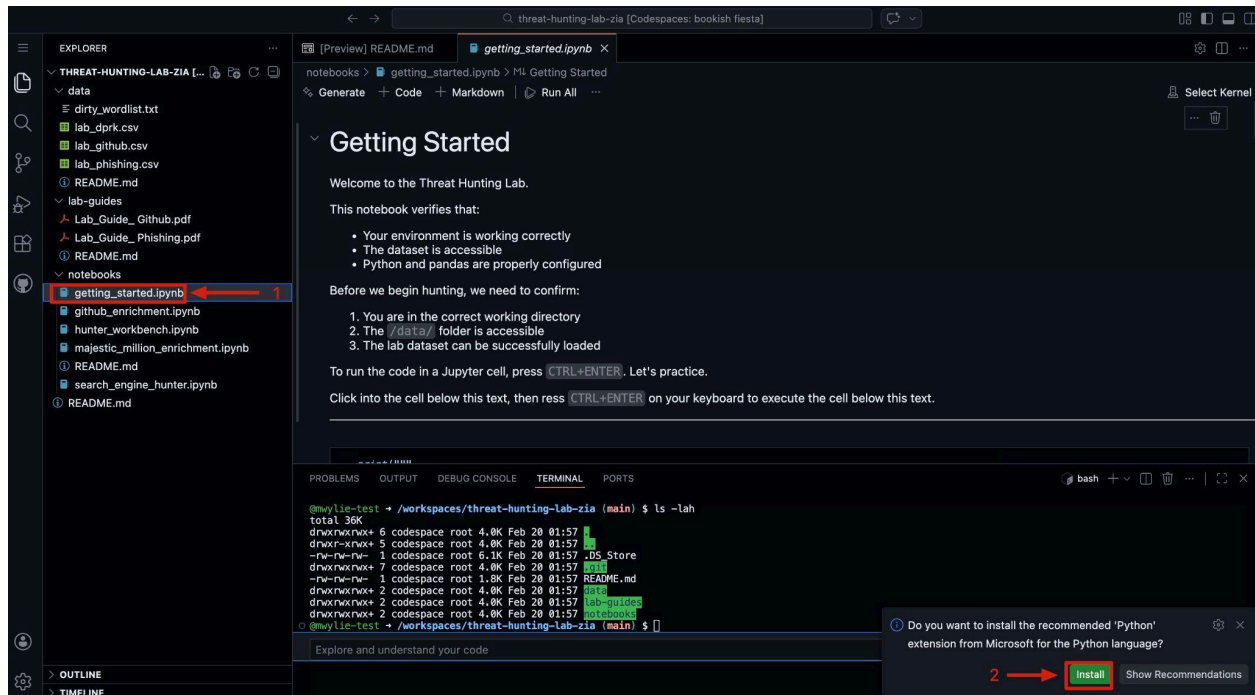 threat-hunting-lab-zia [Codespaces: bookish fiesta]
EXPLORER
THREAT-HUNTING-LAB-ZIA [...
data
dirty_wordlist.txt
lab_dprk.csv
lab_github.csv
lab_phishing.csv
README.md
lab-guides
Lab_Guide_ Github.pdf
Lab_Guide_ Phishing.pdf
README.md
notebooks
getting_started.ipynb
1
github_enrichment.ipynb
hunter_workbench.ipynb
majestic_million_enrichment.ipynb
README.md
search_engine_hunter.ipynb
README.md
OUTLINE
TIMELINE
[Preview] README.md
getting_started.ipynb
notebooks > getting_started.ipynb > M↓ Getting Started
Generate + Code + Markdown | Run All ...
Select Kernel
Getting Started
Welcome to the Threat Hunting Lab.
This notebook verifies that:
• Your environment is working correctly
• The dataset is accessible
• Python and pandas are properly configured
Before we begin hunting, we need to confirm:
1. You are in the correct working directory
2. The /data/ folder is accessible
3. The lab dataset can be successfully loaded
To run the code in a Jupyter cell, press CTRL+ENTER. Let's practice.
Click into the cell below this text, then ress CTRL+ENTER on your keyboard to execute the cell below this text.
print("""
PROBLEMS OUTPUT DEBUG CONSOLE TERMINAL PORTS
bash
@mwylie-test → /workspaces/threat-hunting-lab-zia (main) $ ls -lah
total 36K
drwxrwxrwx+ 6 codespace root 4.0K Feb 20 01:57 .
drwxr-xrwx+ 5 codespace root 4.0K Feb 20 01:57 ..
-rw-rw-rw- 1 codespace root 6.1K Feb 20 01:57 .DS_Store
drwxrwxrwx+ 7 codespace root 4.0K Feb 20 01:57 .git
-rw-rw-rw- 1 codespace root 1.8K Feb 20 01:57 README.md
drwxrwxrwx+ 2 codespace root 4.0K Feb 20 01:57 data
drwxrwxrwx+ 2 codespace root 4.0K Feb 20 01:57 lab-guides
drwxrwxrwx+ 2 codespace root 4.0K Feb 20 01:57 notebooks
@mwylie-test → /workspaces/threat-hunting-lab-zia (main) $
Explore and understand your code
Do you want to install the recommended 'Python'
extension from Microsoft for the Python language?
2
Install
Show Recommendations